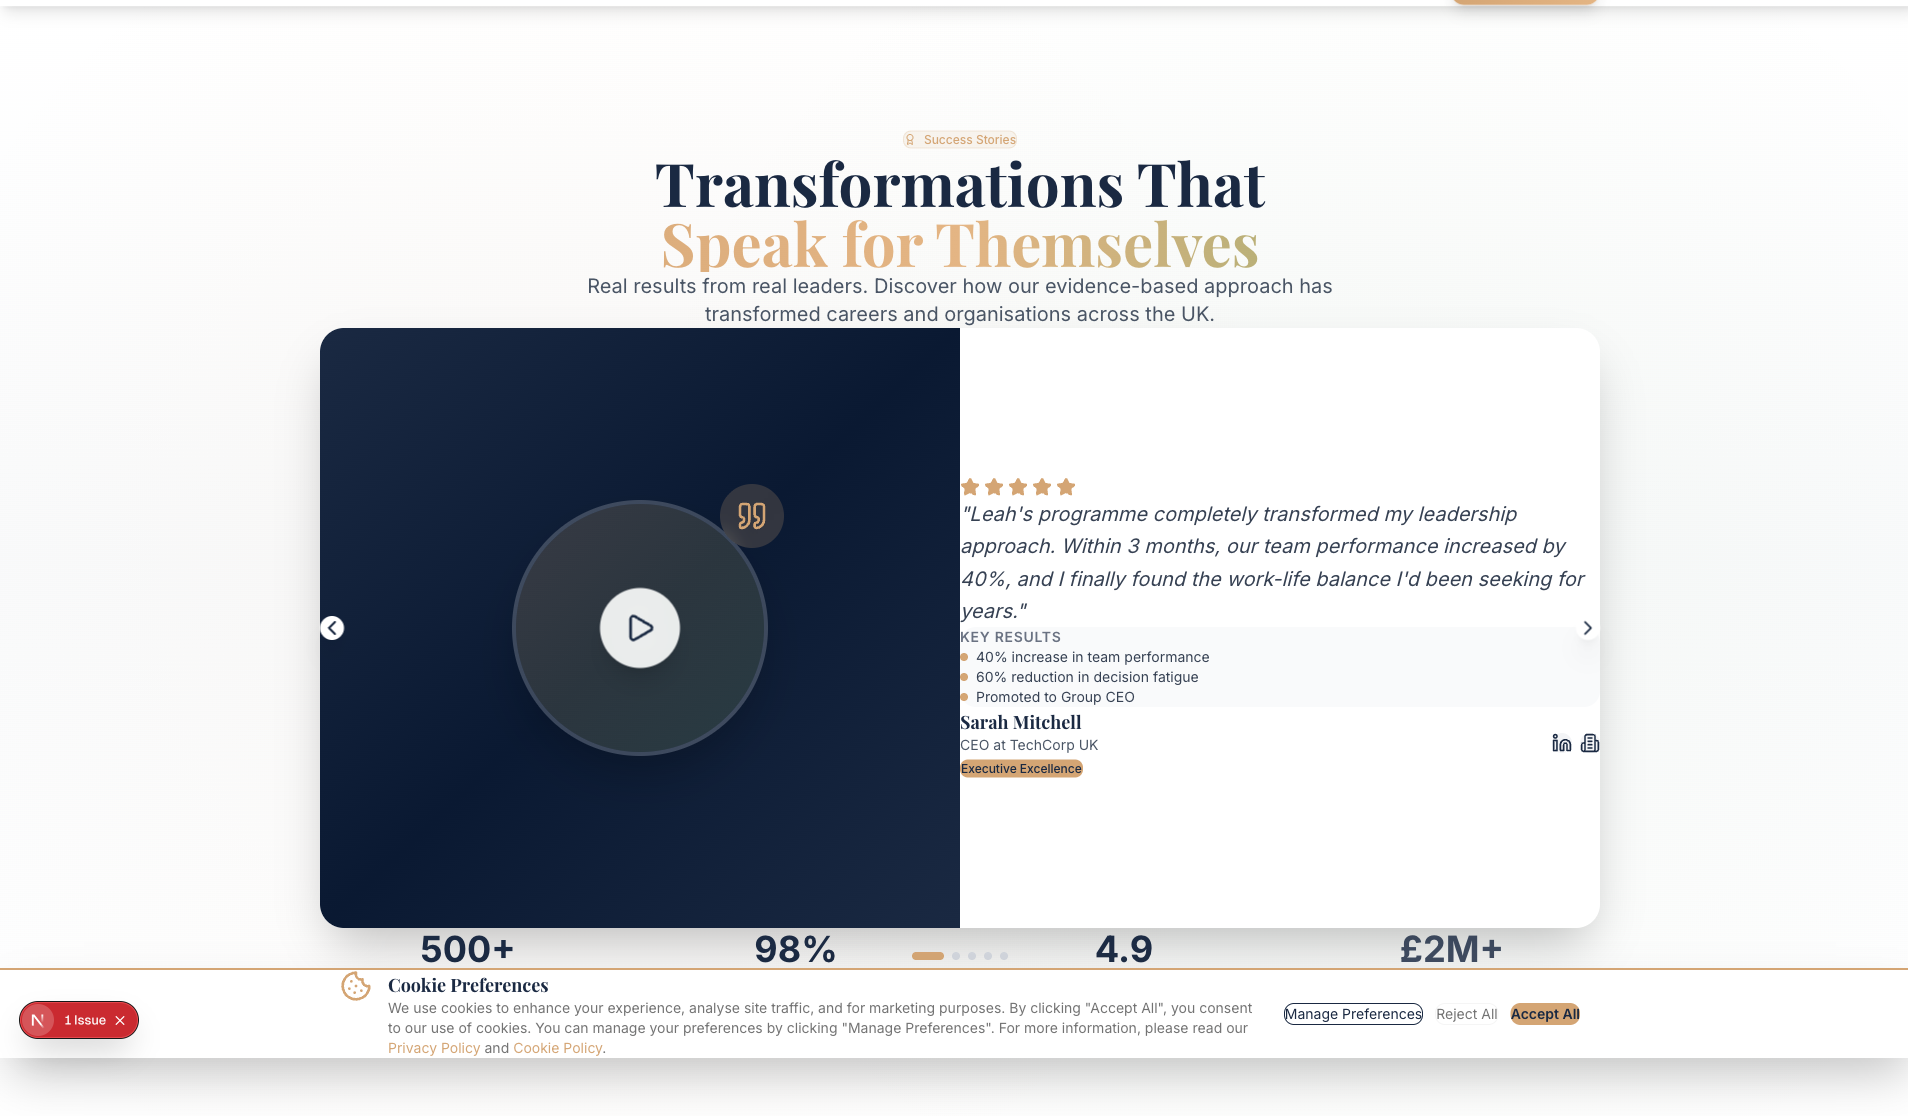 Success Stories
Transformations That
Speak for Themselves
Real results from real leaders. Discover how our evidence-based approach has
transformed careers and organisations across the UK.
"Leah's programme completely transformed my leadership
approach. Within 3 months, our team performance increased by
40%, and I finally found the work-life balance I'd been seeking for
years."
KEY RESULTS
40% increase in team performance
60% reduction in decision fatigue
Promoted to Group CEO
Sarah Mitchell
CEO at TechCorp UK
Executive Excellence
500+
98%
4.9
£2M+
Cookie Preferences
We use cookies to enhance your experience, analyse site traffic, and for marketing purposes. By clicking "Accept All", you consent
to our use of cookies. You can manage your preferences by clicking "Manage Preferences". For more information, please read our
Privacy Policy and Cookie Policy.
Manage Preferences
Reject All
Accept All
N
1 Issue